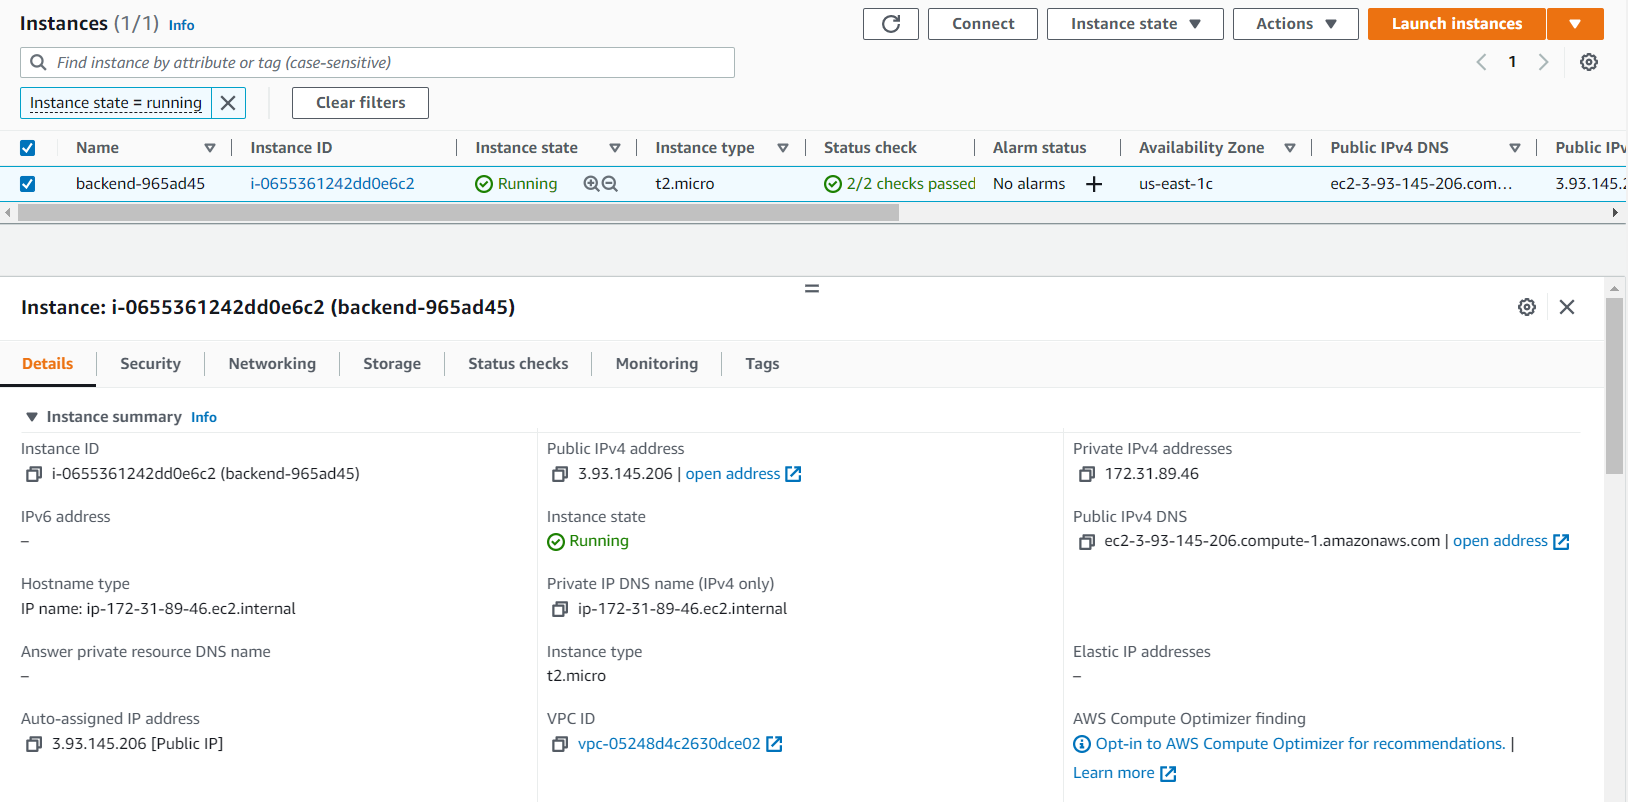 Instances (1/1) Info
Connect Instance state Actions Launch instances
Find instance by attribute or tag (case-sensitive)
1
Instance state = running Clear filters
Name Instance ID Instance state Instance type Status check Alarm status Availability Zone Public IPv4 DNS Public IPv
backend-965ad45 i-0655361242dd0e6c2 Running t2.micro 2/2 checks passed No alarms us-east-1c ec2-3-93-145-206.com... 3.93.145.2
Instance: i-0655361242dd0e6c2 (backend-965ad45)
Details Security Networking Storage Status checks Monitoring Tags
Instance summary Info
Instance ID
i-0655361242dd0e6c2 (backend-965ad45)
Public IPv4 address
3.93.145.206 | open address
Private IPv4 addresses
172.31.89.46
IPv6 address
–
Instance state
Running
Public IPv4 DNS
ec2-3-93-145-206.compute-1.amazonaws.com | open address
Hostname type
IP name: ip-172-31-89-46.ec2.internal
Private IP DNS name (IPv4 only)
ip-172-31-89-46.ec2.internal
Answer private resource DNS name
–
Instance type
t2.micro
Elastic IP addresses
–
Auto-assigned IP address
3.93.145.206 [Public IP]
VPC ID
vpc-05248d4c2630dce02
AWS Compute Optimizer finding
Opt-in to AWS Compute Optimizer for recommendations. |
Learn more